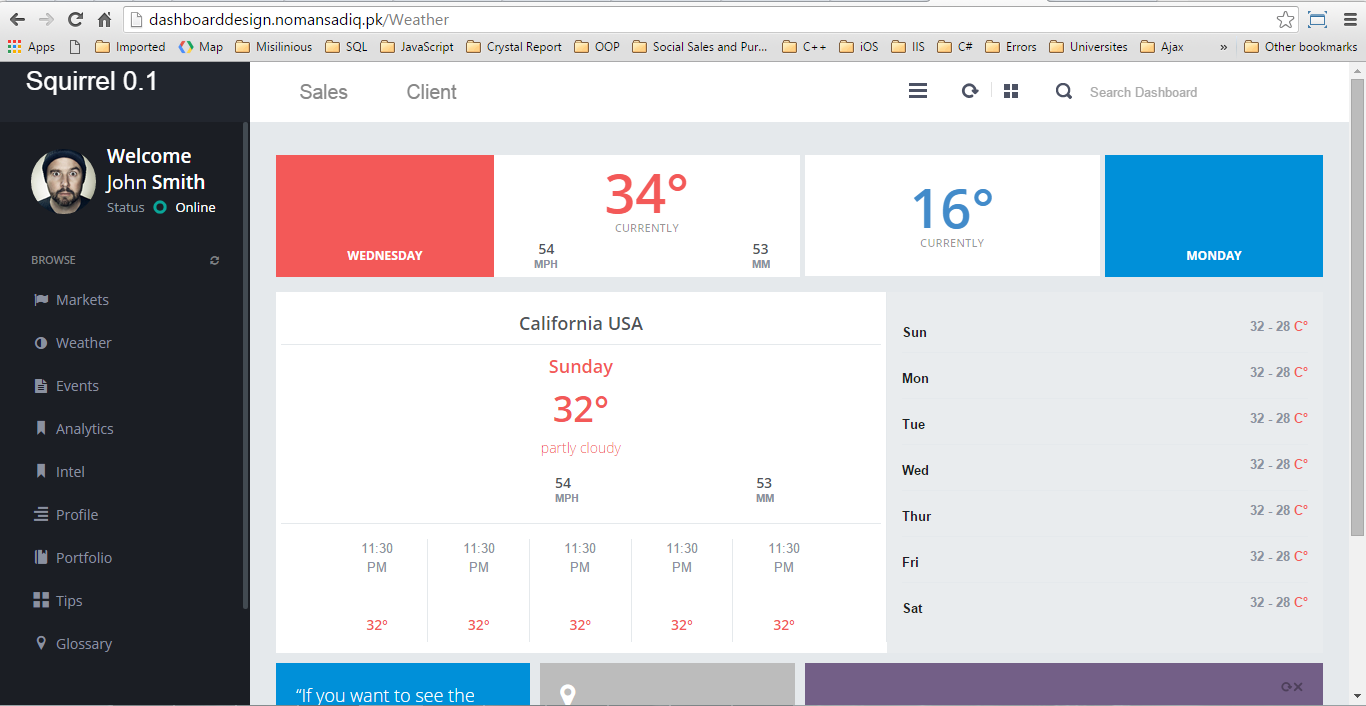 dashboarddesign.nomansadiq.pk/Weather
Apps Imported Map Misilinious SQL JavaScript Crystal Report OOP Social Sales and Pur... C++ iOS IIS C# Errors Universites Ajax » Other bookmarks
Squirrel 0.1
Sales Client Search Dashboard
Welcome
John Smith
Status Online
BROWSE
Markets
Weather
Events
Analytics
Intel
Profile
Portfolio
Tips
Glossary
WEDNESDAY
34°
CURRENTLY
54 53
MPH MM
16°
CURRENTLY
MONDAY
California USA
Sunday
32°
partly cloudy
54 53
MPH MM
11:30 11:30 11:30 11:30 11:30
PM PM PM PM PM
32° 32° 32° 32° 32°
Sun 32 - 28 C°
Mon 32 - 28 C°
Tue 32 - 28 C°
Wed 32 - 28 C°
Thur 32 - 28 C°
Fri 32 - 28 C°
Sat 32 - 28 C°
“If you want to see the